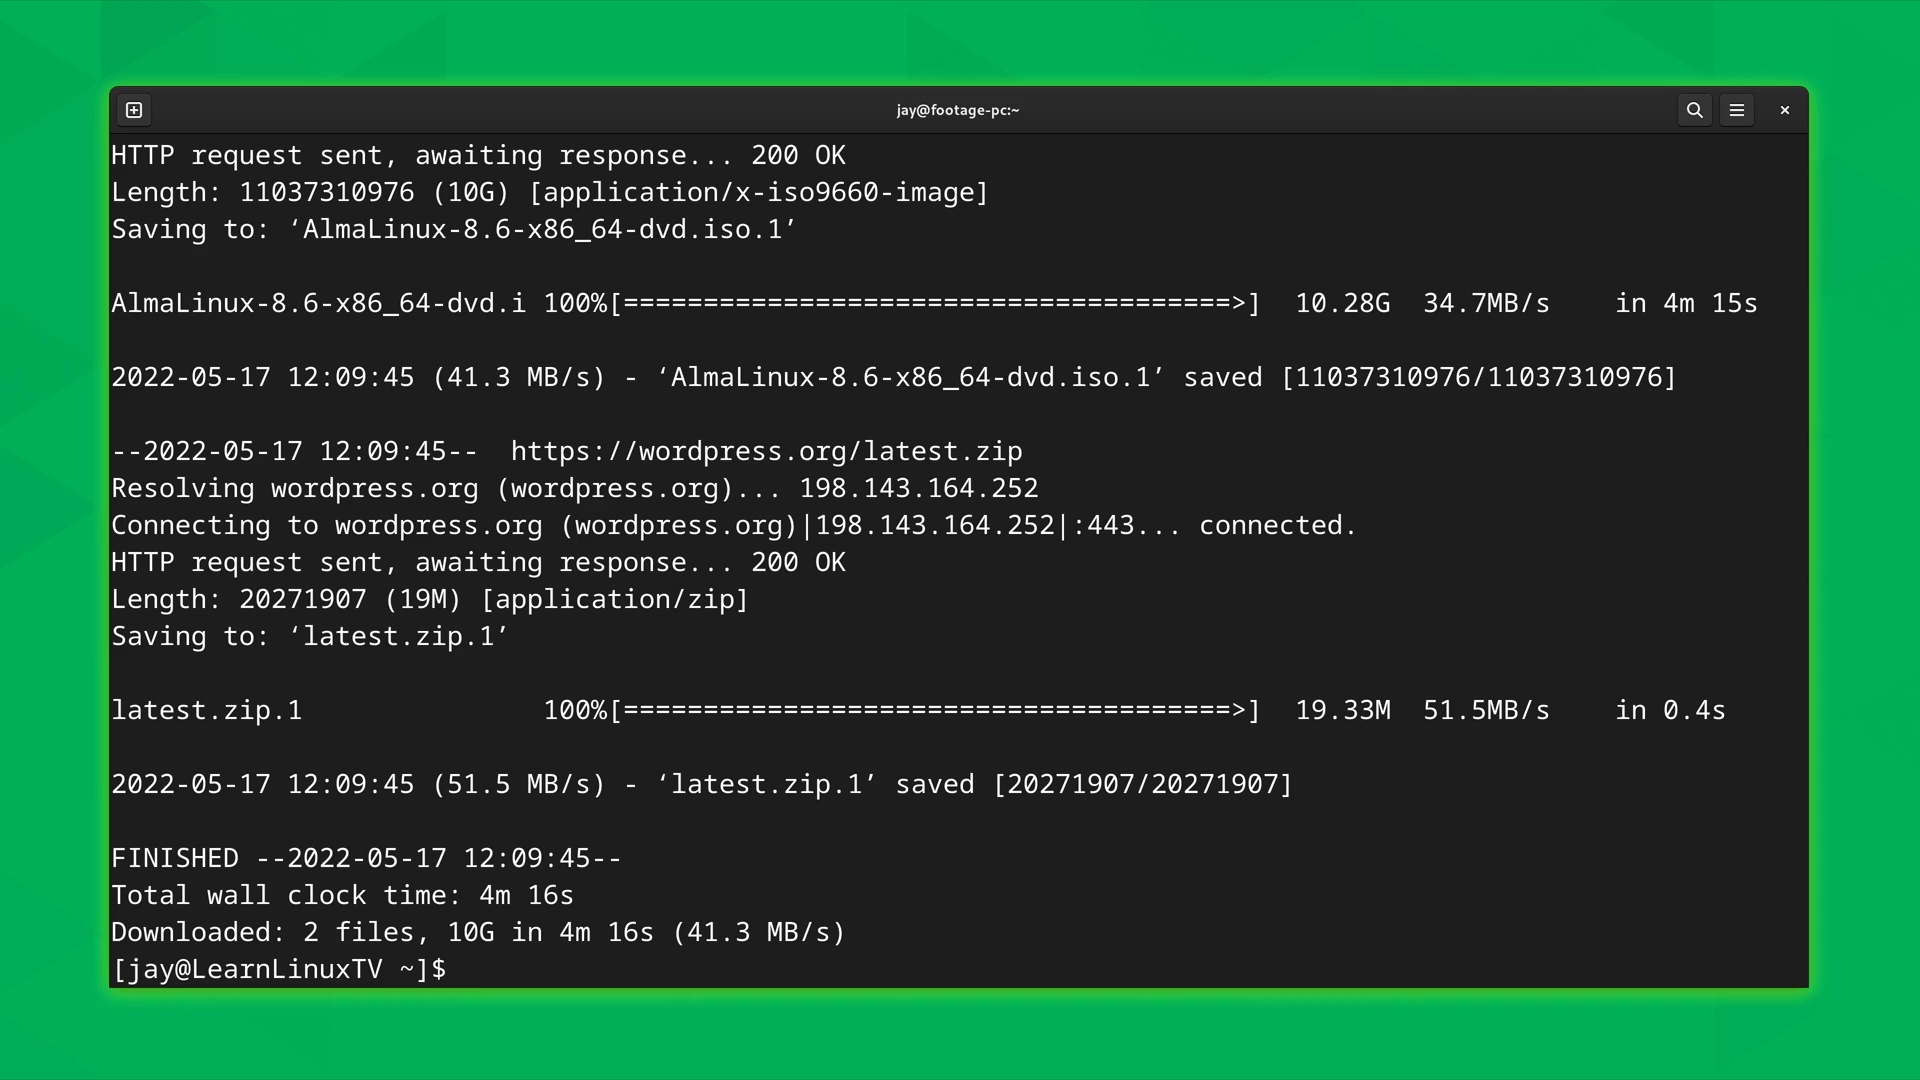 jay@footage-pc:~
HTTP request sent, awaiting response... 200 OK
Length: 11037310976 (10G) [application/x-iso9660-image]
Saving to: ‘AlmaLinux-8.6-x86_64-dvd.iso.1’
AlmaLinux-8.6-x86_64-dvd.i 100%[======================================>]  10.28G  34.7MB/s    in 4m 15s
2022-05-17 12:09:45 (41.3 MB/s) - ‘AlmaLinux-8.6-x86_64-dvd.iso.1’ saved [11037310976/11037310976]
--2022-05-17 12:09:45--  https://wordpress.org/latest.zip
Resolving wordpress.org (wordpress.org)... 198.143.164.252
Connecting to wordpress.org (wordpress.org)|198.143.164.252|:443... connected.
HTTP request sent, awaiting response... 200 OK
Length: 20271907 (19M) [application/zip]
Saving to: ‘latest.zip.1’
latest.zip.1               100%[======================================>]  19.33M  51.5MB/s    in 0.4s
2022-05-17 12:09:45 (51.5 MB/s) - ‘latest.zip.1’ saved [20271907/20271907]
FINISHED --2022-05-17 12:09:45--
Total wall clock time: 4m 16s
Downloaded: 2 files, 10G in 4m 16s (41.3 MB/s)
[jay@LearnLinuxTV ~]$